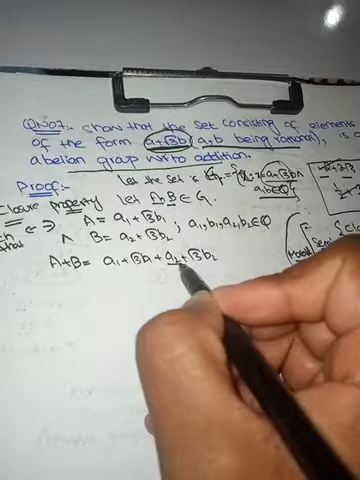 Q NO7:- show that the set consisting of elements
of the form a+√3b (a,b being rational), is a
abelian group w.r.to addition.
Proof:- Let the set is G = {x: x = a+√3b ∧
a,b ∈ Q}
Closure Property Let A,B ∈ G.
A = a₁+√3b₁
∧ B = a₂+√3b₂ ; a₁,b₁,a₂,b₂ ∈ Q
A+B = a₁+√3b₁+a₂+√3b₂